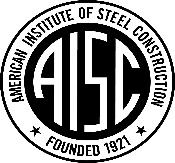 AMERICAN INSTITUTE OF STEEL CONSTRUCTION
AISC
FOUNDED 1921